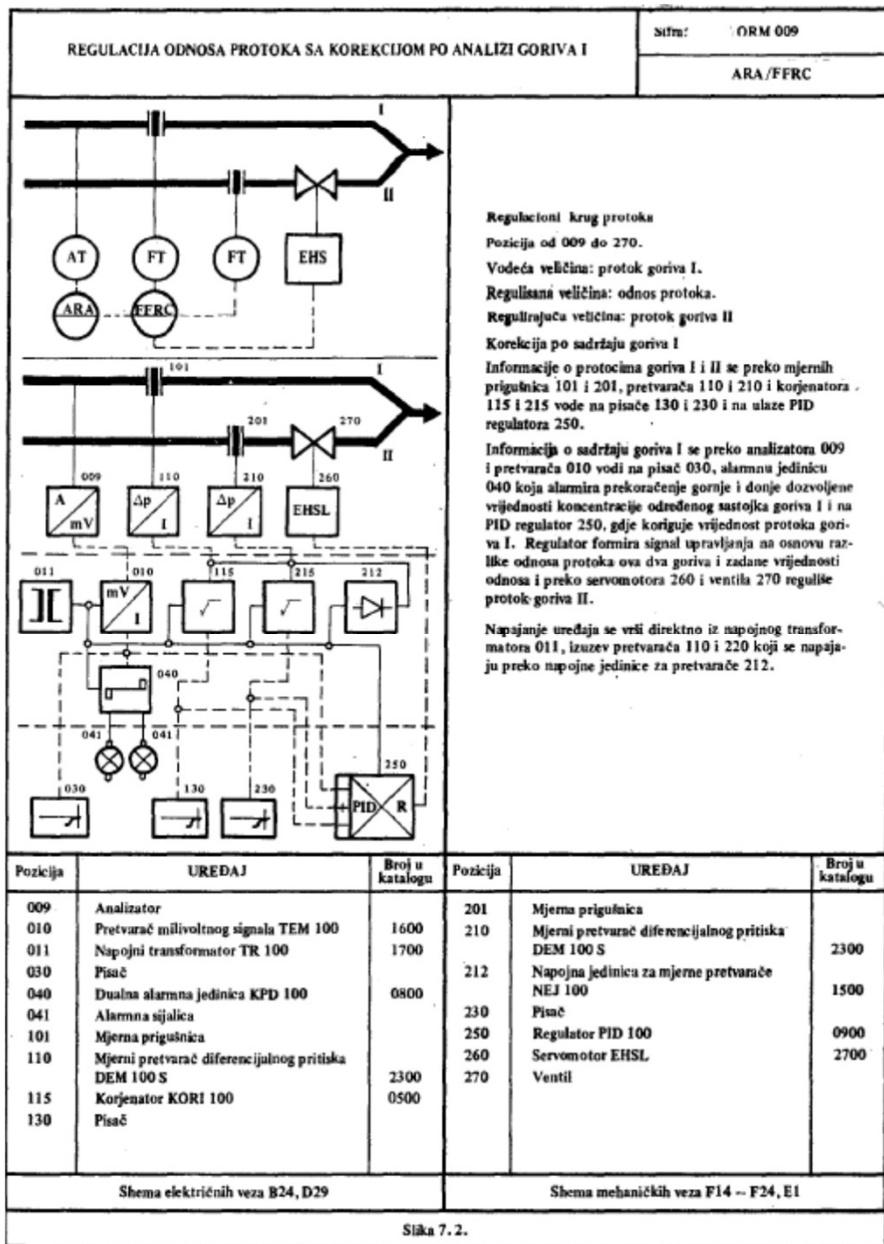 REGULACIJA ODNOSA PROTOKA SA KOREKCIJOM PO ANALIZI GORIVA I
Šifra: ORM 009
ARA/FFRC
I
II
AT
FT
FT
EHS
ARA
FFRC
101
I
201
270
II
009
110
210
260
A
mV
Δp
I
Δp
I
EHSL
011
010
115
215
212
mV
I
√
√
040
041
041
250
030
130
230
PID
R
Regulacioni krug protoka
Pozicija od 009 do 270.
Vodeća veličina: protok goriva I.
Regulisana veličina: odnos protoka.
Regulirajuća veličina: protok goriva II
Korekcija po sadržaju goriva I
Informacije o protocima goriva I i II se preko mjernih
prigušnica 101 i 201, pretvarača 110 i 210 i korjenatora
115 i 215 vode na pisače 130 i 230 i na ulaze PID
regulatora 250.
Informacija o sadržaju goriva I se preko analizatora 009
i pretvarača 010 vodi na pisač 030, alarmnu jedinicu
040 koja alarmira prekoračenje gornje i donje dozvoljene
vrijednosti koncentracije određenog sastojka goriva I i na
PID regulator 250, gdje koriguje vrijednost protoka gori-
va I. Regulator formira signal upravljanja na osnovu raz-
like odnosa protoka ova dva goriva i zadane vrijednosti
odnosa i preko servomotora 260 i ventila 270 reguliše
protok goriva II.
Napajanje uređaja se vrši direktno iz napojnog transfor-
matora 011, izuzev pretvarača 110 i 220 koji se napaja-
ju preko napojne jedinice za pretvarače 212.
Pozicija UREĐAJ Broj u katalogu
009 Analizator
010 Pretvarač milivoltnog signala TEM 100 1600
011 Napojni transformator TR 100 1700
030 Pisač
040 Dualna alarmna jedinica KPD 100 0800
041 Alarmna sijalica
101 Mjerna prigušnica
110 Mjerni pretvarač diferencijalnog pritiska
DEM 100 S 2300
115 Korjenator KORI 100 0500
130 Pisač
Pozicija UREĐAJ Broj u katalogu
201 Mjerna prigušnica
210 Mjerni pretvarač diferencijalnog pritiska
DEM 100 S 2300
212 Napojna jedinica za mjerne pretvarače
NEJ 100 1500
230 Pisač
250 Regulator PID 100 0900
260 Servomotor EHSL 2700
270 Ventil
Shema električnih veza B24, D29
Shema mehaničkih veza F14 – F24, E1
Slika 7.2.